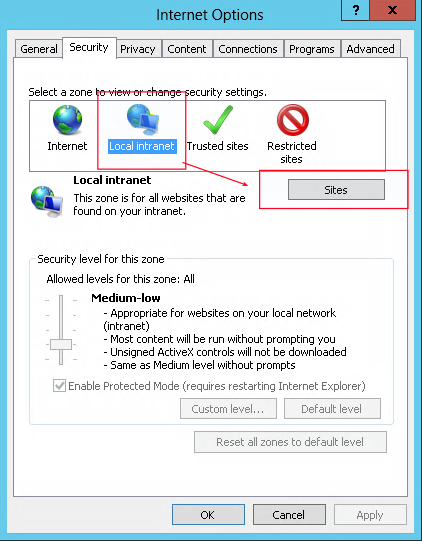 Internet Options
?
X
General Security Privacy Content Connections Programs Advanced
Select a zone to view or change security settings.
Internet Local intranet Trusted sites Restricted
sites
Local intranet
Sites
This zone is for all websites that are
found on your intranet.
Security level for this zone
Allowed levels for this zone: All
Medium-low
- Appropriate for websites on your local network
(intranet)
- Most content will be run without prompting you
- Unsigned ActiveX controls will not be downloaded
- Same as Medium level without prompts
Enable Protected Mode (requires restarting Internet Explorer)
Custom level... Default level
Reset all zones to default level
OK Cancel Apply